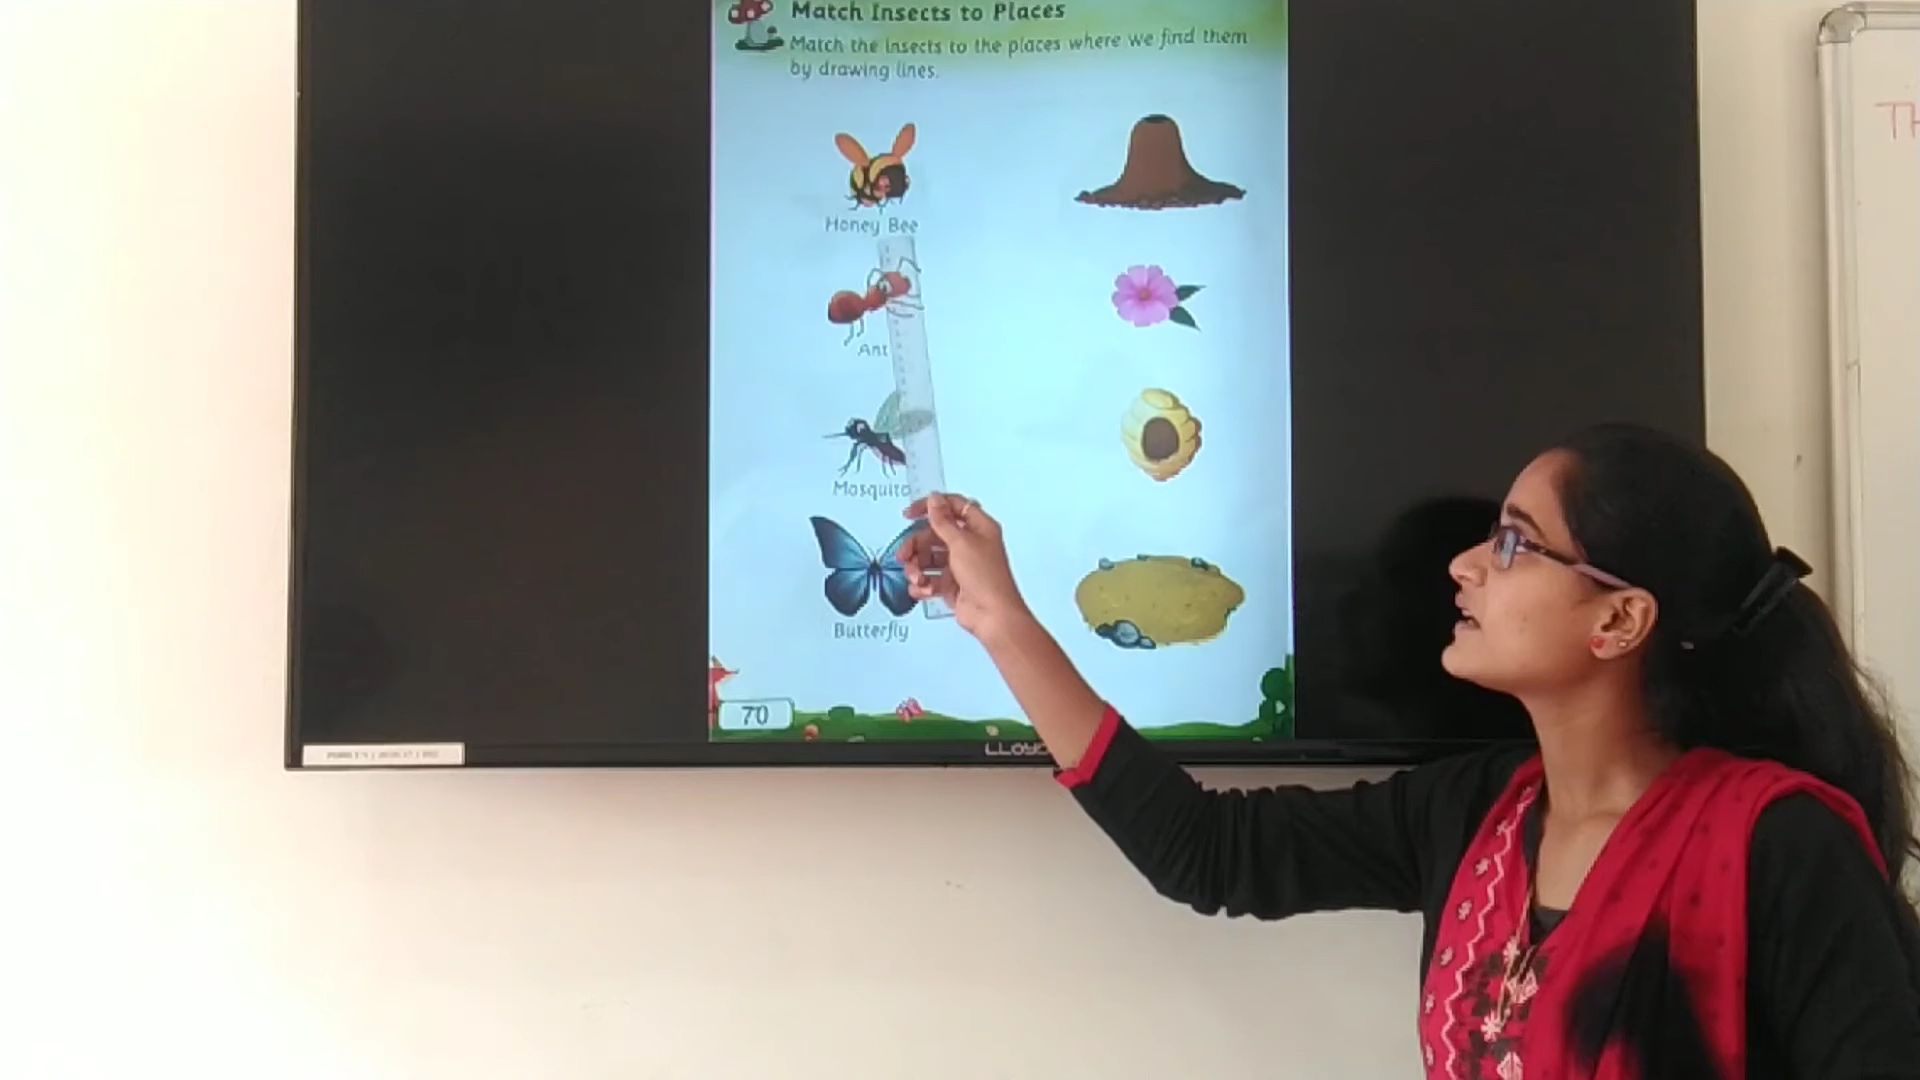 Match Insects to Places
Match the insects to the places where we find them
by drawing lines.
Honey Bee
Ant
Mosquito
Butterfly
70
TH